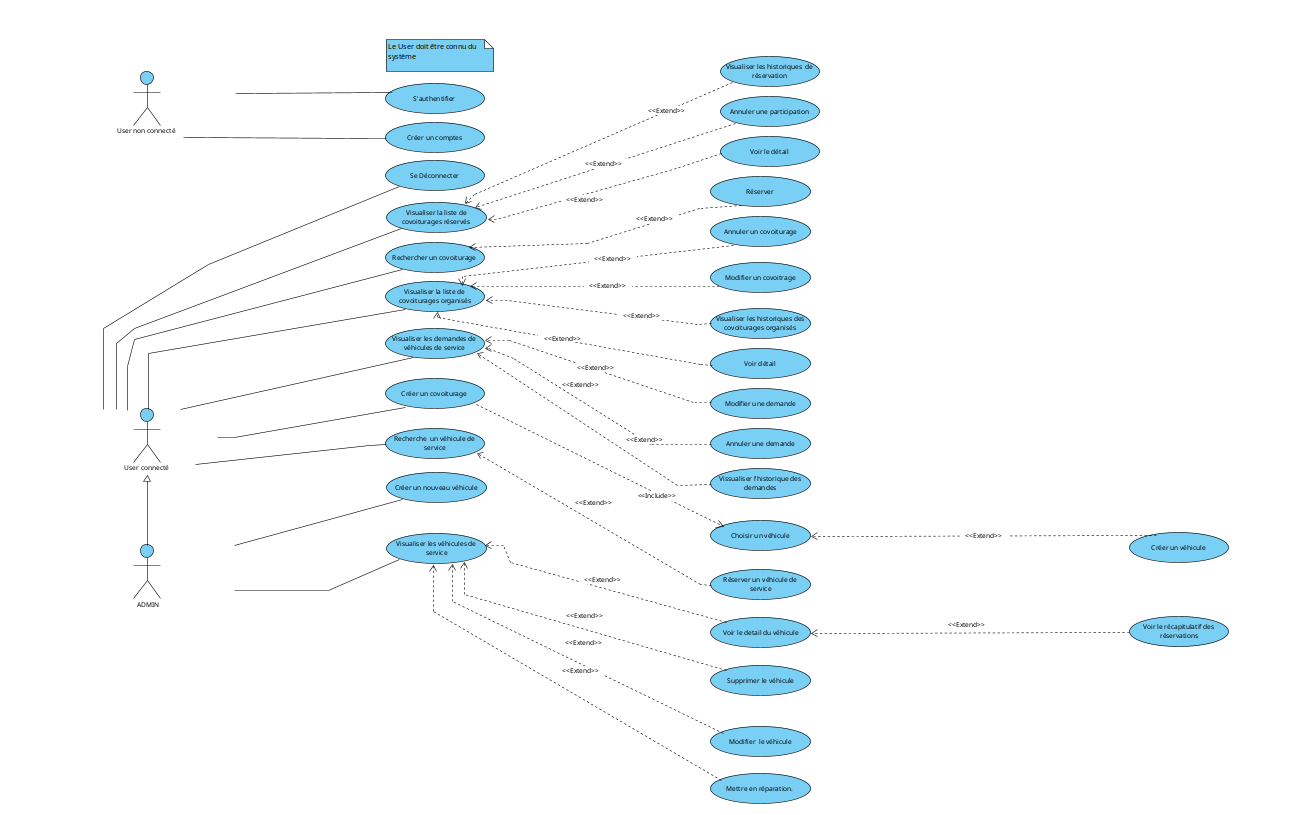 Le User doit être connu du
système
User non connecté
S'authentifier
Créer un comptes
Se Déconnecter
Visualiser la liste de
covoiturages réservés
Rechercher un covoiturage
Visualiser la liste de
covoiturages organisés
Visualiser les demandes de
véhicules de service
Créer un covoiturage
Recherche un véhicule de
service
Créer un nouveau véhicule
Visualiser les véhicules de
service
User connecté
ADMIN
<<Extend>>
<<Extend>>
<<Extend>>
<<Extend>>
<<Extend>>
<<Extend>>
<<Extend>>
<<Extend>>
<<Extend>>
<<Extend>>
<<Extend>>
<<Include>>
<<Extend>>
<<Extend>>
<<Extend>>
<<Extend>>
<<Extend>>
Visualiser les historiques de
réservation
Annuler une participation
Voir le détail
Réserver
Annuler un covoiturage
Modifier un covoitrage
Visualiser les historiques des
covoiturages organisés
Voir détail
Modifier une demande
Annuler une demande
Vissualiser l'historique des
demandes
Choisir un véhicule
Réserver un véhicule de
service
Voir le detail du véhicule
Supprimer le véhicule
Modifier le véhicule
Mettre en réparation.
<<Extend>>
<<Extend>>
Créer un véhicule
Voir le récapitulatif des
réservations